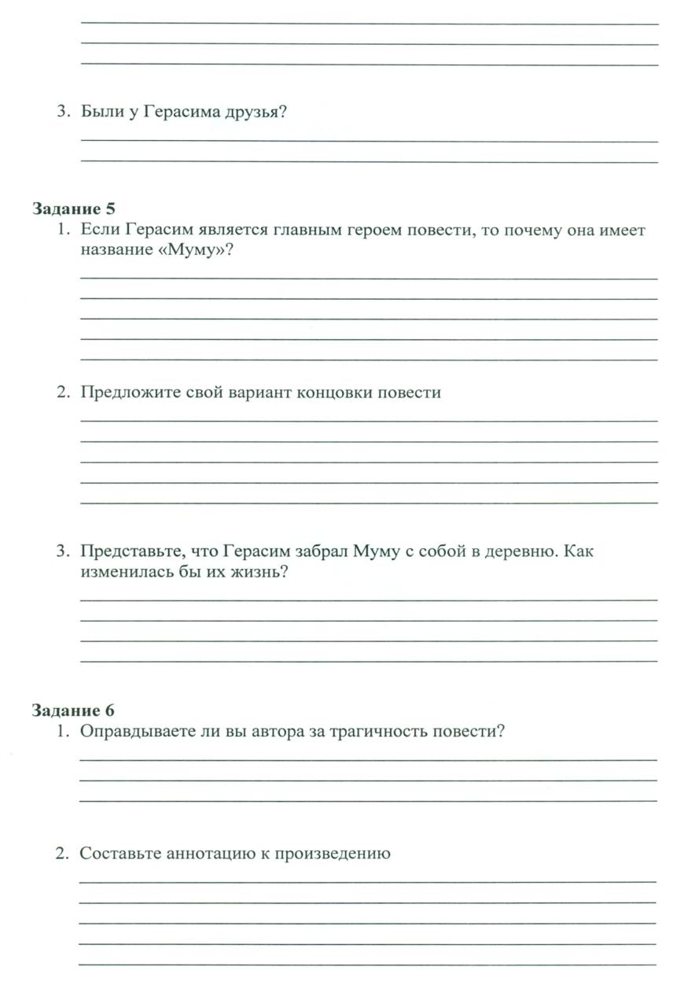 3. Были у Герасима друзья?
Задание 5
1. Если Герасим является главным героем повести, то почему она имеет
название «Муму»?
2. Предложите свой вариант концовки повести
3. Представьте, что Герасим забрал Муму с собой в деревню. Как
изменилась бы их жизнь?
Задание 6
1. Оправдываете ли вы автора за трагичность повести?
2. Составьте аннотацию к произведению